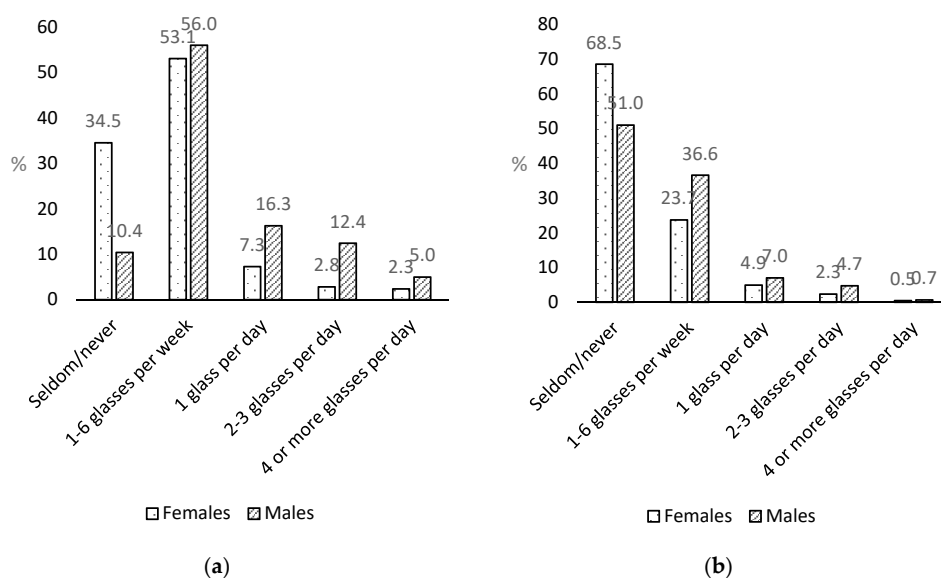 60
50
40
30
20
10
0
%
34.5
10.4
53.1
56.0
7.3
16.3
2.8
12.4
2.3
5.0
Seldom/never
1-6 glasses per week
1 glass per day
2-3 glasses per day
4 or more glasses per day
Females Males
(a)
80
70
60
50
40
30
20
10
0
%
68.5
51.0
23.7
36.6
4.9
7.0
2.3
4.7
0.5
0.7
Seldom/never
1-6 glasses per week
1 glass per day
2-3 glasses per day
4 or more glasses per day
Females Males
(b)